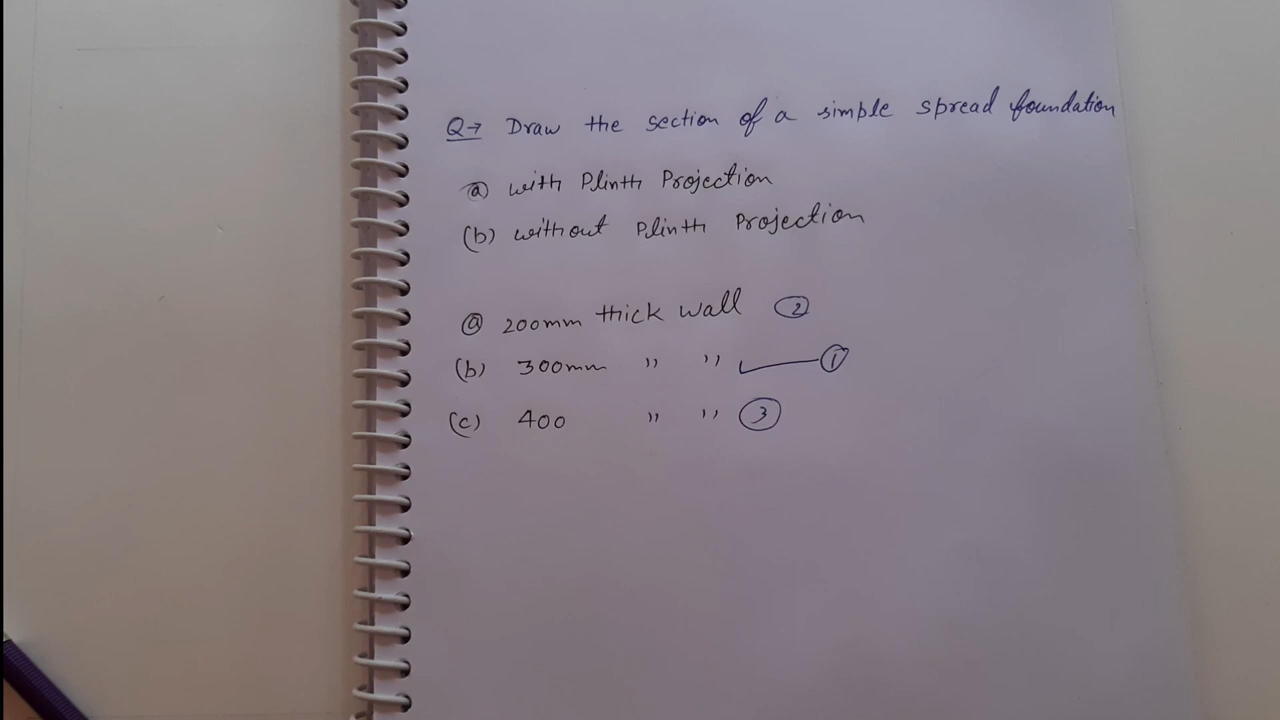 Q→ Draw the section of a simple spread foundation
(a) with Plinth Projection
(b) without Plinth Projection
(a) 200mm thick wall (2)
(b) 300mm " " ✓ (1)
(c) 400 " " (3)